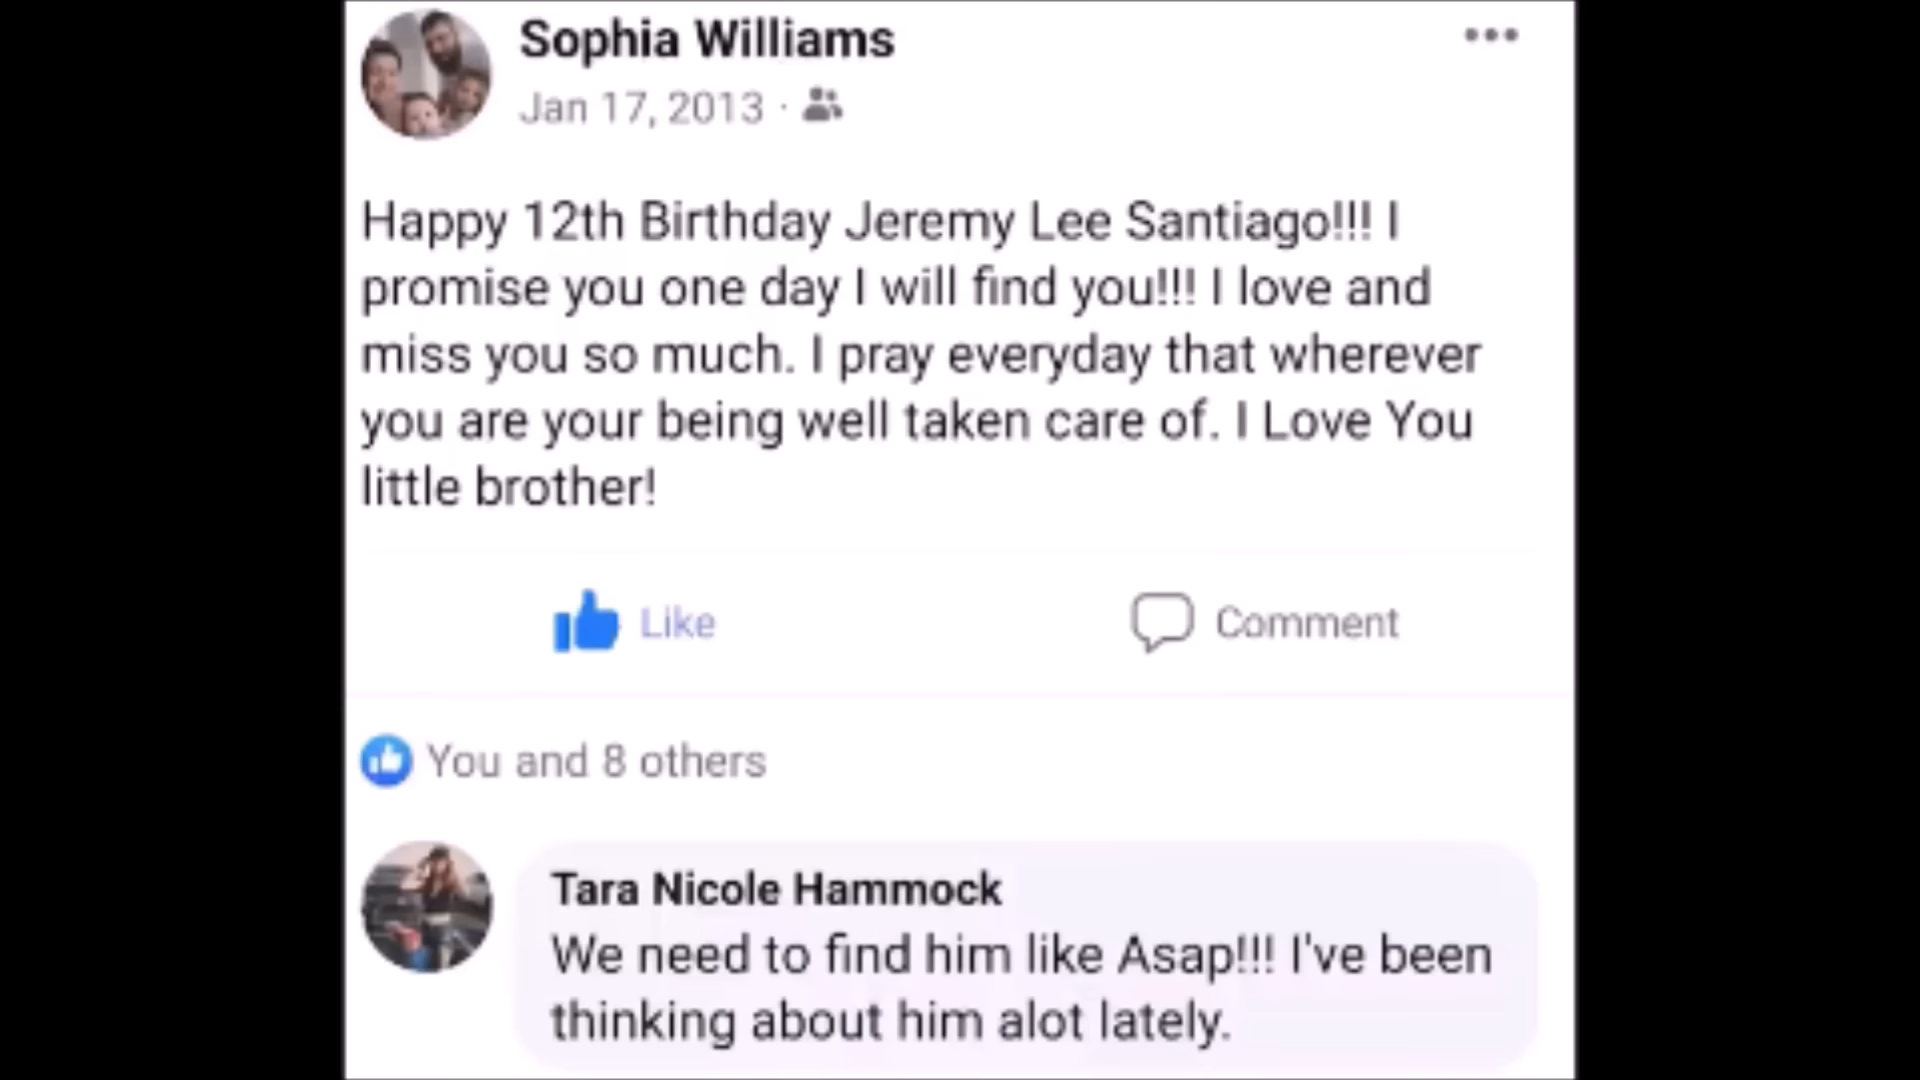 Sophia Williams
Jan 17, 2013 ·
Happy 12th Birthday Jeremy Lee Santiago!!! I
promise you one day I will find you!!! I love and
miss you so much. I pray everyday that wherever
you are your being well taken care of. I Love You
little brother!
Like Comment
You and 8 others
Tara Nicole Hammock
We need to find him like Asap!!! I've been
thinking about him alot lately.